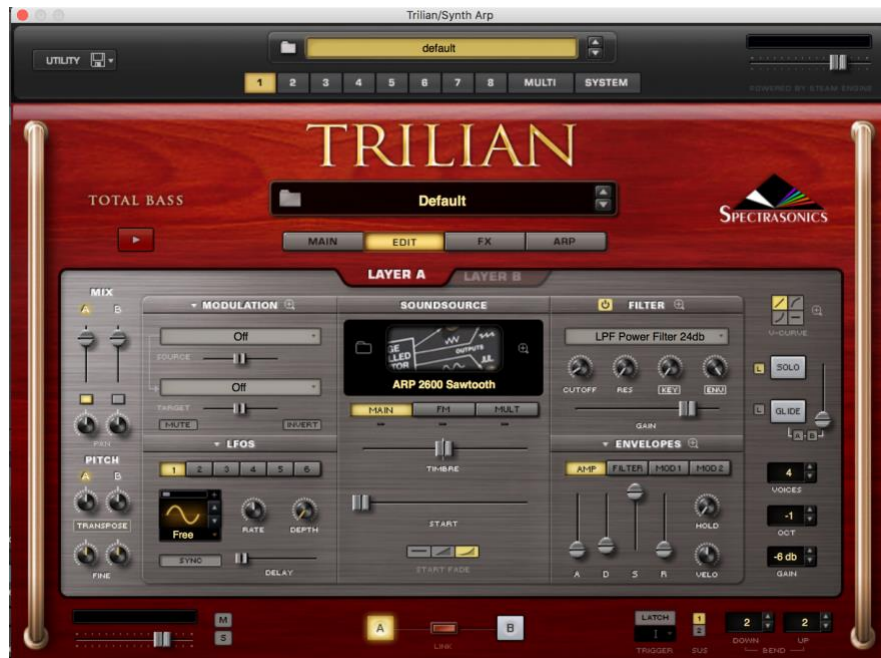 Trilian/Synth Arp
UTILITY
default
1 2 3 4 5 6 7 8 MULTI SYSTEM
POWERED BY STEAM ENGINE
TRILIAN
TOTAL BASS
Default
SPECTRASONICS
MAIN EDIT FX ARP
LAYER A LAYER B
MIX
A B
PAN
PITCH
A B
TRANSPOSE
FINE
MODULATION
Off
SOURCE
Off
TARGET
MUTE INVERT
LFOS
1 2 3 4 5 6
Free
RATE DEPTH
SYNC
DELAY
SOUNDSOURCE
OUTPUTS
ARP 2600 Sawtooth
MAIN FM MULT
TIMBRE
START
START FADE
FILTER
LPF Power Filter 24db
CUTOFF RES KEY ENV
GAIN
ENVELOPES
AMP FILTER MOD 1 MOD 2
HOLD
A D S R VELO
V-CURVE
L SOLO
L GLIDE
A-B
4
VOICES
-1
OCT
-6 db
GAIN
M
S
A B
LINK
LATCH
TRIGGER
1
2
SUS
2 2
DOWN UP
BEND